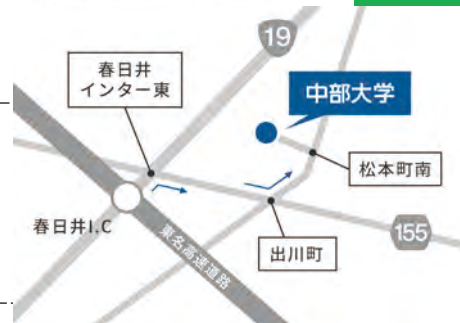 19
春日井
インター東
中部大学
松本町南
春日井I.C
155
東名高速道路
出川町